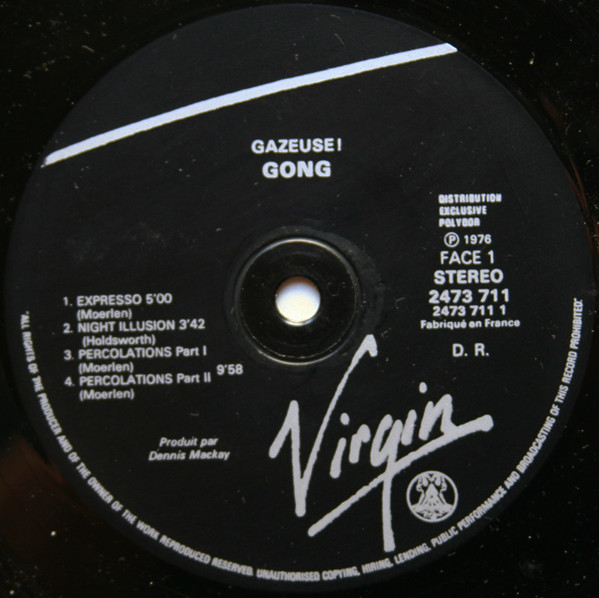 GAZEUSE!
GONG
DISTRIBUTION
EXCLUSIVE
POLYDOR
Ⓟ 1976
FACE 1
STEREO
2473 711
2473 711 1
Fabriqué en France
D. R.
1. EXPRESSO 5'00
(Moerlen)
2. NIGHT ILLUSION 3'42
(Holdsworth)
3. PERCOLATIONS Part I
(Moerlen) 9'58
4. PERCOLATIONS Part II
(Moerlen)
Produit par
Dennis Mackay
Virgin
"ALL RIGHTS OF THE PRODUCER AND OF THE OWNER OF THE WORK REPRODUCED RESERVED. UNAUTHORISED COPYING, HIRING, LENDING, PUBLIC PERFORMANCE AND BROADCASTING OF THIS RECORD PROHIBITED".